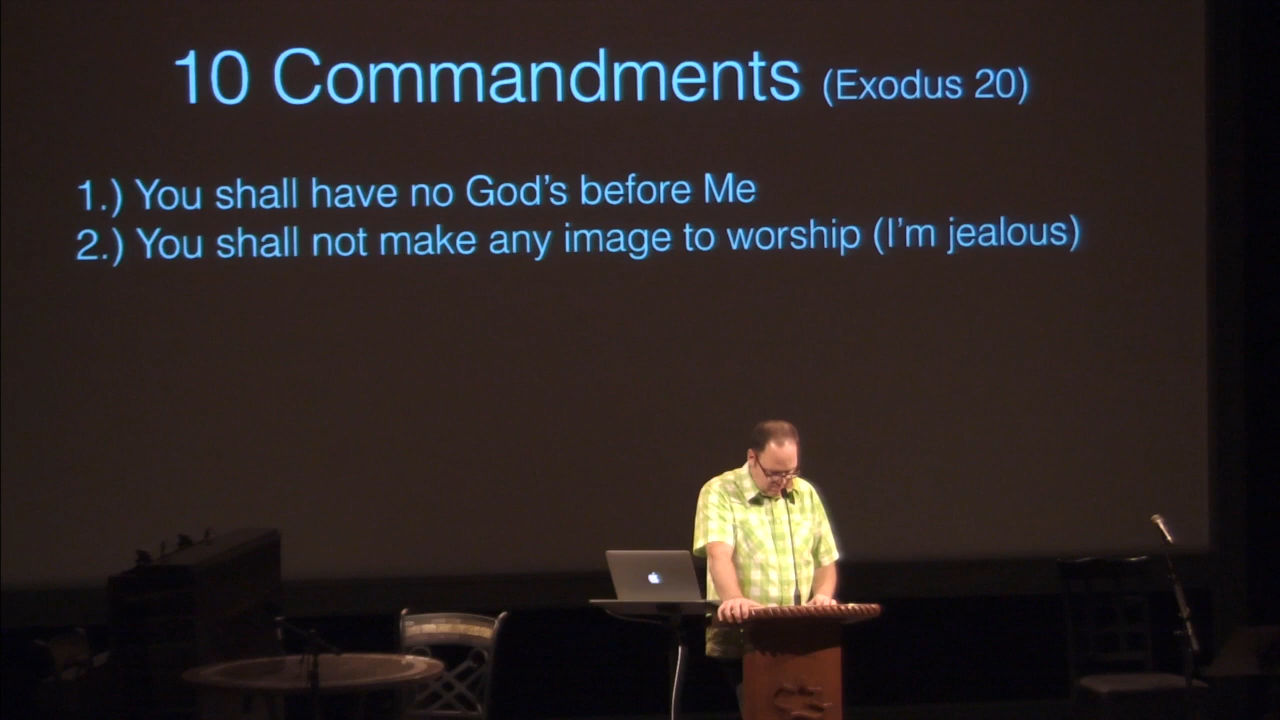 10 Commandments (Exodus 20)
1.) You shall have no God's before Me
2.) You shall not make any image to worship (I'm jealous)